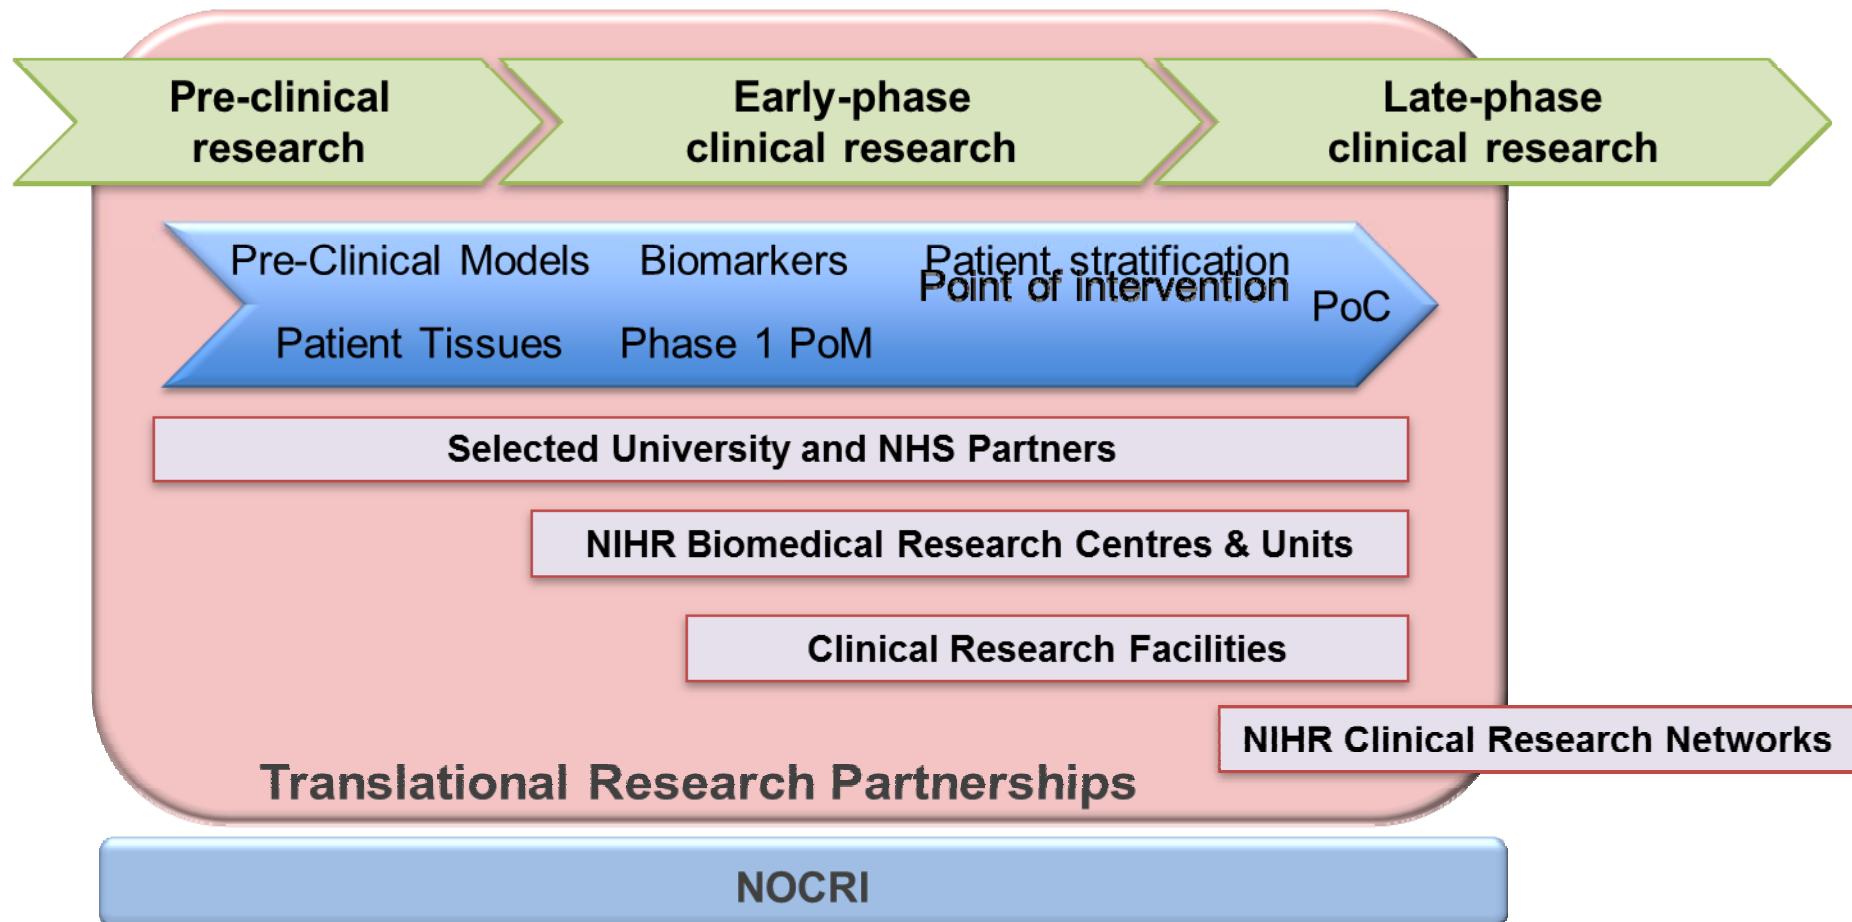 Pre-clinical
research
Early-phase
clinical research
Late-phase
clinical research
Pre-Clinical Models
Biomarkers
Patient stratification
Point of intervention
PoC
Patient Tissues
Phase 1 PoM
Selected University and NHS Partners
NIHR Biomedical Research Centres & Units
Clinical Research Facilities
NIHR Clinical Research Networks
Translational Research Partnerships
NOCRI